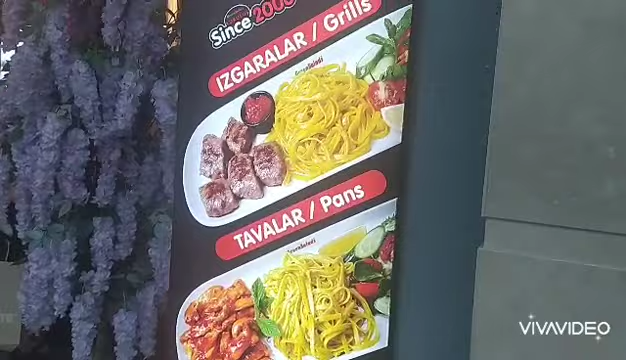 Since 2000
IZGARALAR / Grills
TAVALAR / Pans
VIVAVIDEO